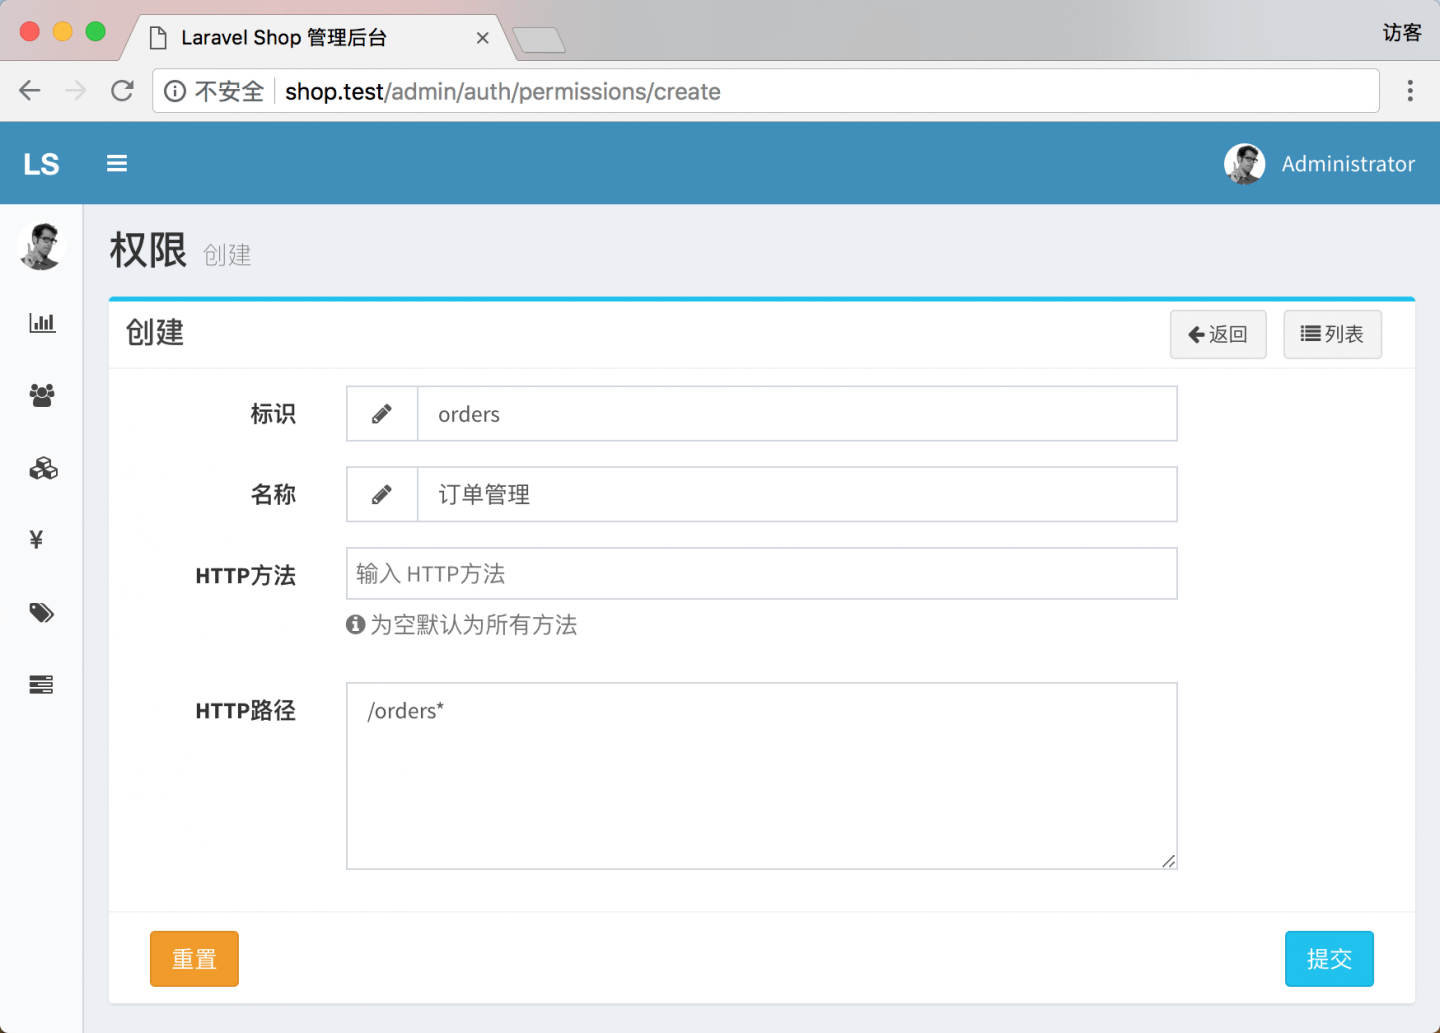 Laravel Shop 管理后台
访客
不安全 shop.test/admin/auth/permissions/create
LS
Administrator
权限 创建
创建
返回
列表
标识
orders
名称
订单管理
HTTP方法
输入 HTTP方法
为空默认为所有方法
HTTP路径
/orders*
重置
提交